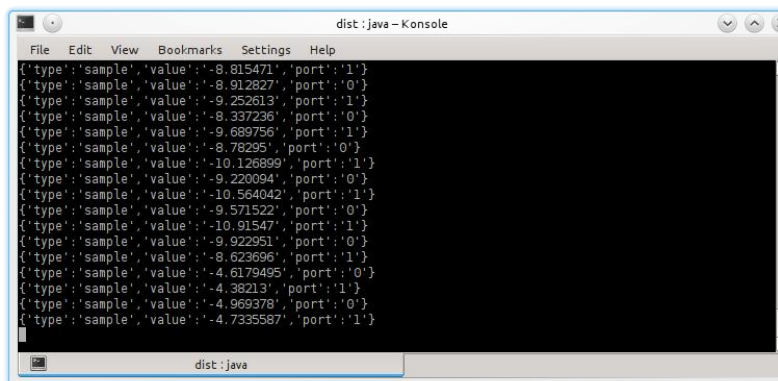 dist : java – Konsole
File Edit View Bookmarks Settings Help
{'type':'sample','value':'-8.815471','port':'1'}
{'type':'sample','value':'-8.912827','port':'0'}
{'type':'sample','value':'-9.252613','port':'1'}
{'type':'sample','value':'-8.337236','port':'0'}
{'type':'sample','value':'-9.689756','port':'1'}
{'type':'sample','value':'-8.78295','port':'0'}
{'type':'sample','value':'-10.126899','port':'1'}
{'type':'sample','value':'-9.220094','port':'0'}
{'type':'sample','value':'-10.564042','port':'1'}
{'type':'sample','value':'-9.571522','port':'0'}
{'type':'sample','value':'-10.91547','port':'1'}
{'type':'sample','value':'-9.922951','port':'0'}
{'type':'sample','value':'-8.623696','port':'1'}
{'type':'sample','value':'-4.6179495','port':'0'}
{'type':'sample','value':'-4.38213','port':'1'}
{'type':'sample','value':'-4.969378','port':'0'}
{'type':'sample','value':'-4.7335587','port':'1'}
dist : java